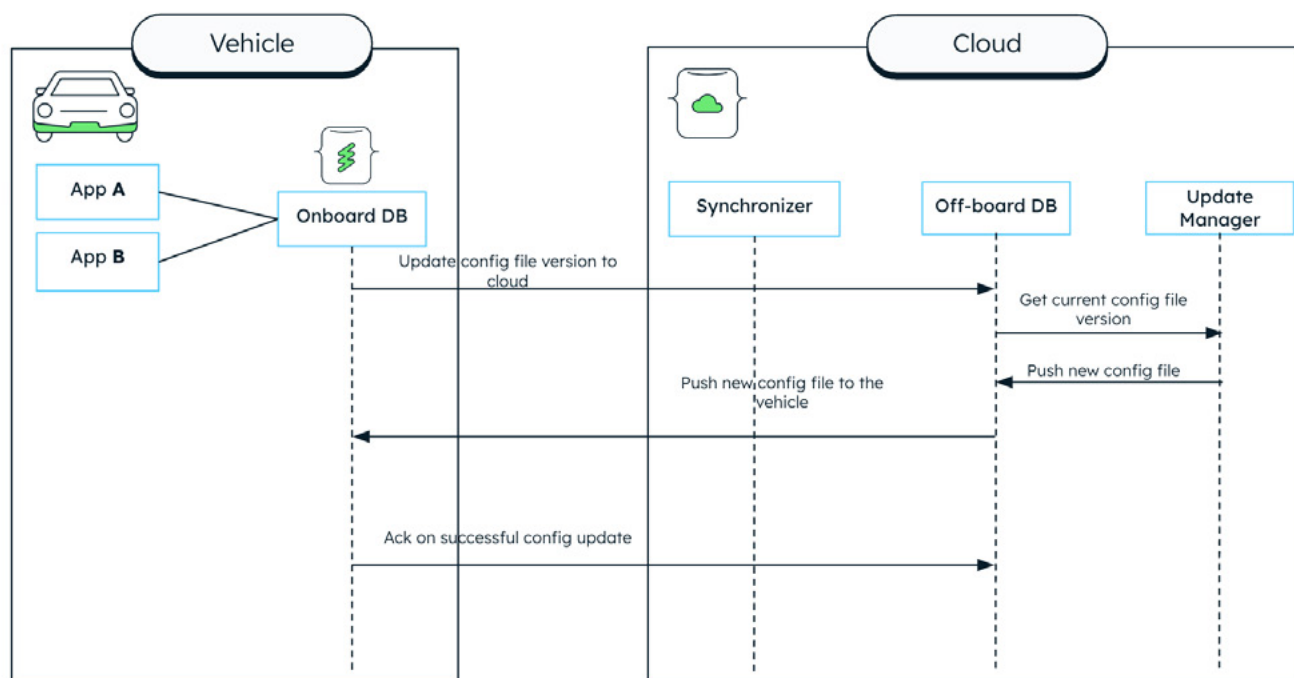 Vehicle
Cloud
App A
App B
Onboard DB
Synchronizer
Off-board DB
Update
Manager
Update config file version to
cloud
Get current config file
version
Push new config file
Push new config file to the
vehicle
Ack on successful config update